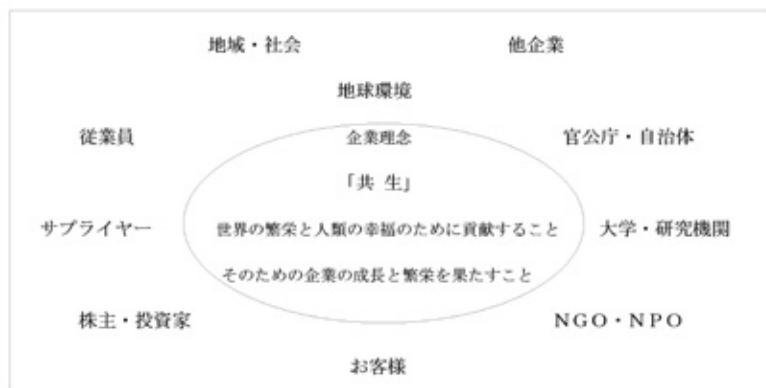 地域・社会 他企業
地球環境
従業員 企業理念 官公庁・自治体
「共 生」
サプライヤー 世界の繁栄と人類の幸福のために貢献すること 大学・研究機関
そのための企業の成長と繁栄を果たすこと
株主・投資家 NGO・NPO
お客様